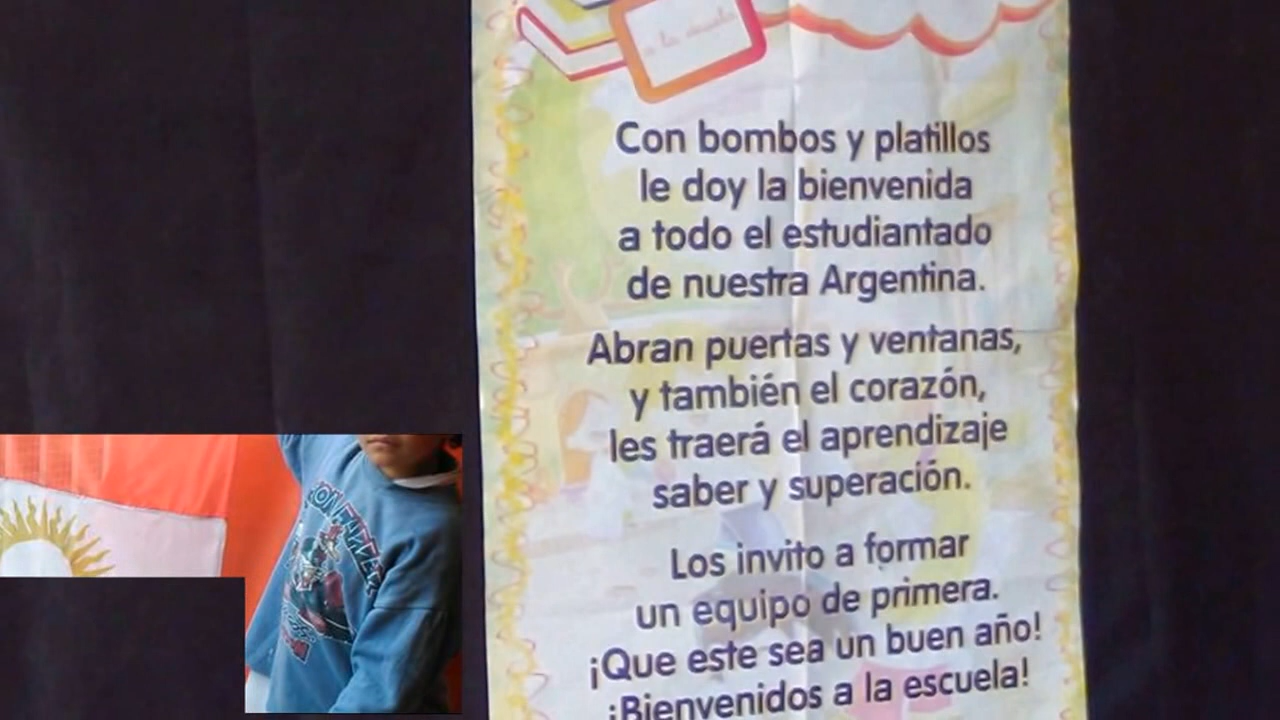 a la escuela
Con bombos y platillos
le doy la bienvenida
a todo el estudiantado
de nuestra Argentina.
Abran puertas y ventanas,
y también el corazón,
les traerá el aprendizaje
saber y superación.
Los invito a formar
un equipo de primera.
¡Que este sea un buen año!
¡Bienvenidos a la escuela!